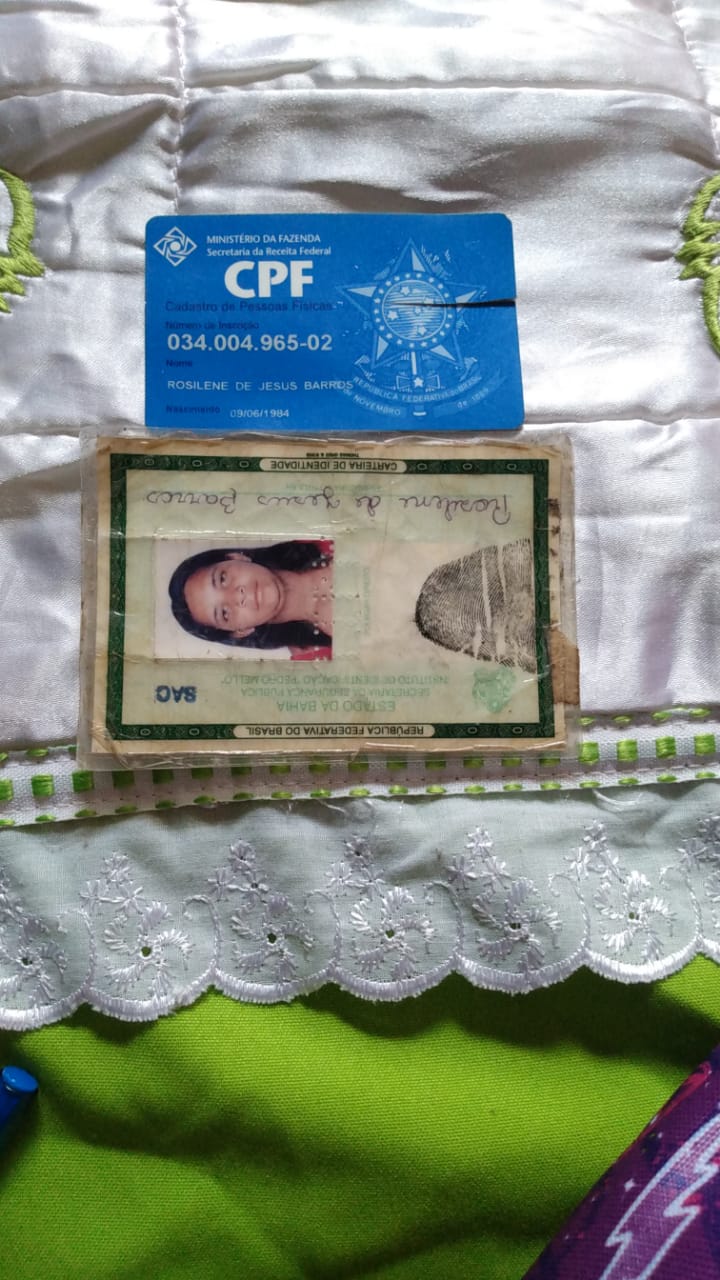 MINISTÉRIO DA FAZENDA
Secretaria da Receita Federal
CPF
Cadastro de Pessoas Físicas
Número de Inscrição
034.004.965-02
Nome
ROSILENE DE JESUS BARROS
Nascimento 09/06/1984
REPÚBLICA FEDERATIVA DO BRASIL
de NOVEMBRO de 1889
REPÚBLICA FEDERATIVA DO BRASIL
ESTADO DA BAHIA
SECRETARIA DA SEGURANÇA PÚBLICA
INSTITUTO DE IDENTIFICAÇÃO "PEDRO MELLO"
SAC
Rosilene de Jesus Barros
CARTEIRA DE IDENTIDADE